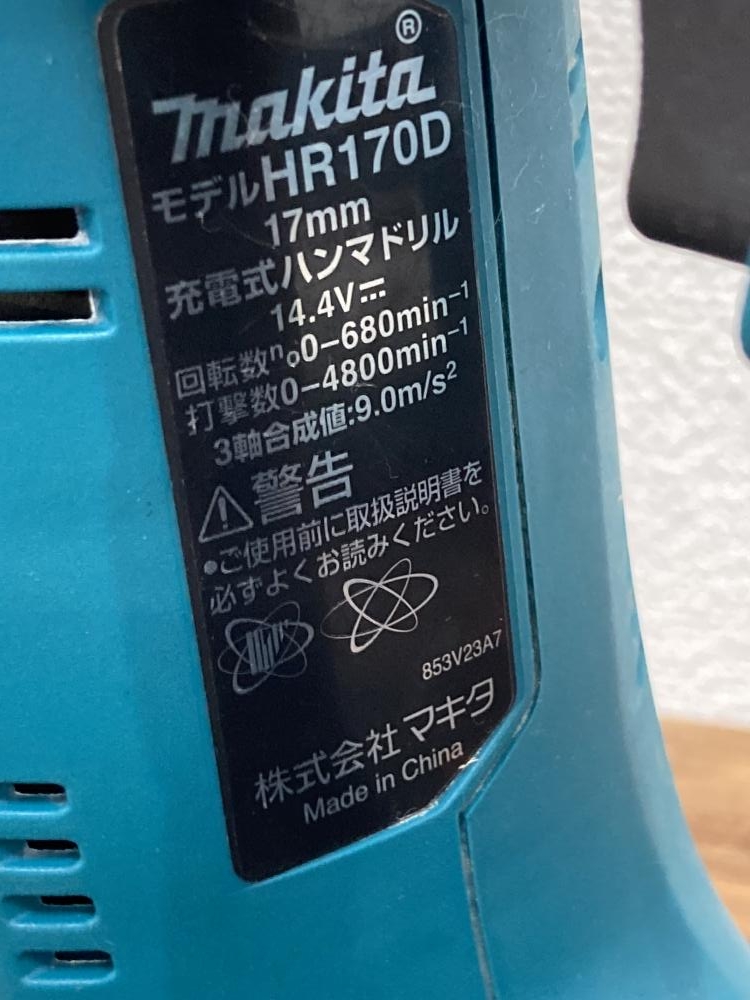 makita®
モデルHR170D
17mm
充電式ハンマドリル
14.4V⎓
回転数n₀0-680min⁻¹
打撃数0-4800min⁻¹
3軸合成値:9.0m/s²
⚠警告
•ご使用前に取扱説明書を
必ずよくお読みください。
853V23A7
株式会社マキタ
Made in China